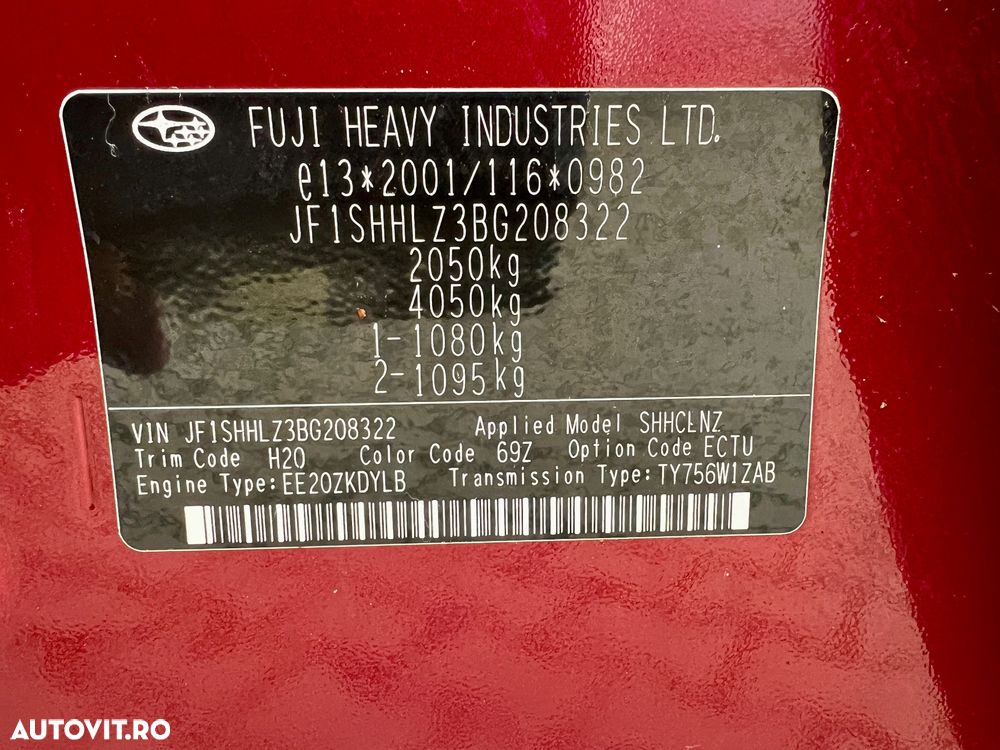 FUJI HEAVY INDUSTRIES LTD.
e13*2001/116*0982
JF1SHHLZ3BG208322
2050kg
4050kg
1-1080kg
2-1095kg
VIN JF1SHHLZ3BG208322 Applied Model SHHCLNZ
Trim Code H20 Color Code 69Z Option Code ECTU
Engine Type:EE20ZKDYLB Transmission Type:TY756W1ZAB
AUTOVIT.RO